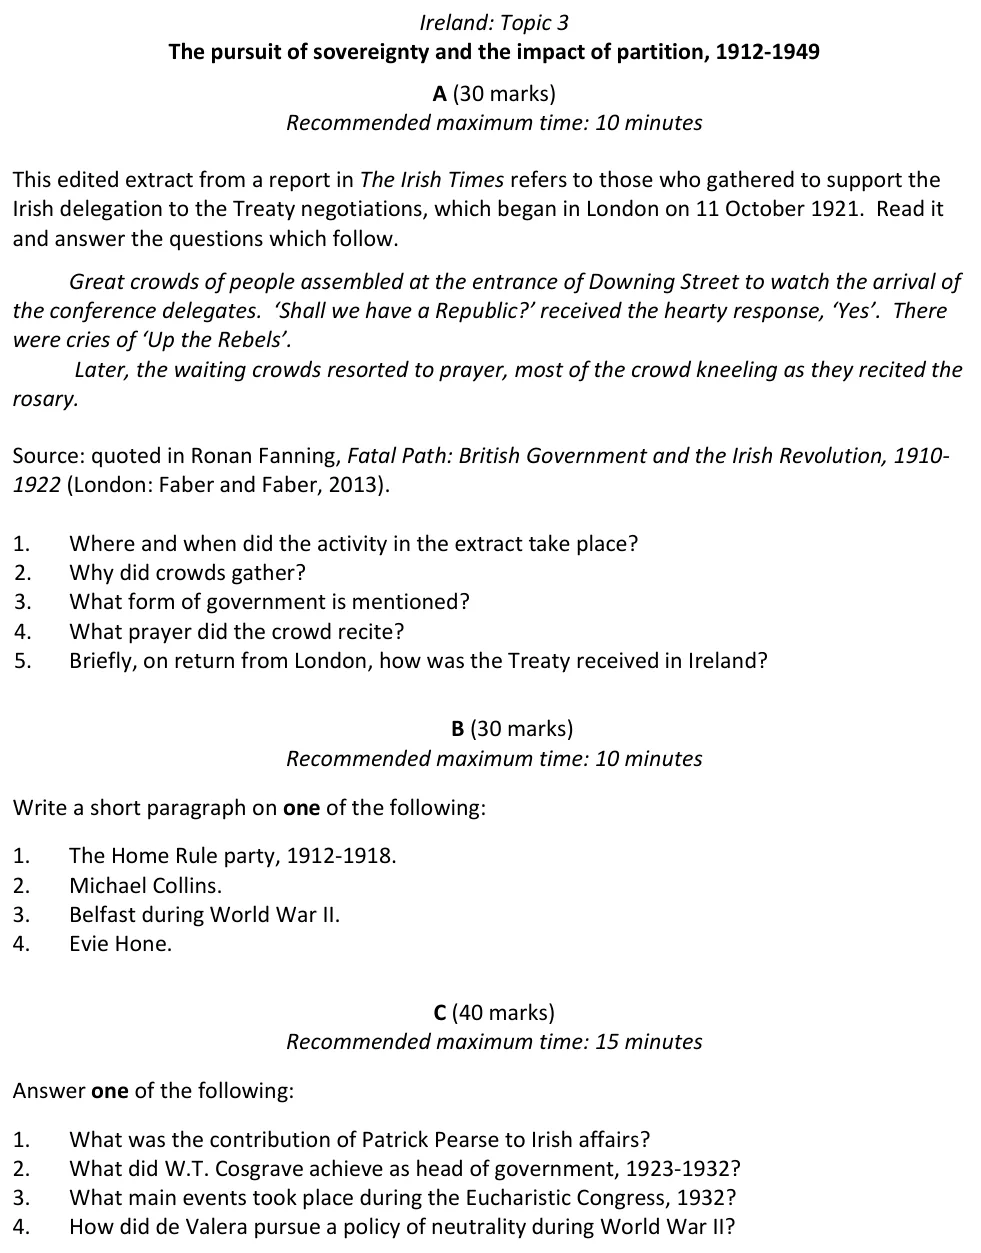 Ireland: Topic 3
The pursuit of sovereignty and the impact of partition, 1912-1949
A (30 marks)
Recommended maximum time: 10 minutes
This edited extract from a report in The Irish Times refers to those who gathered to support the
Irish delegation to the Treaty negotiations, which began in London on 11 October 1921.  Read it
and answer the questions which follow.
Great crowds of people assembled at the entrance of Downing Street to watch the arrival of
the conference delegates.  ‘Shall we have a Republic?’ received the hearty response, ‘Yes’.  There
were cries of ‘Up the Rebels’.
Later, the waiting crowds resorted to prayer, most of the crowd kneeling as they recited the
rosary.
Source: quoted in Ronan Fanning, Fatal Path: British Government and the Irish Revolution, 1910-
1922 (London: Faber and Faber, 2013).
1. Where and when did the activity in the extract take place?
2. Why did crowds gather?
3. What form of government is mentioned?
4. What prayer did the crowd recite?
5. Briefly, on return from London, how was the Treaty received in Ireland?
B (30 marks)
Recommended maximum time: 10 minutes
Write a short paragraph on one of the following:
1. The Home Rule party, 1912-1918.
2. Michael Collins.
3. Belfast during World War II.
4. Evie Hone.
C (40 marks)
Recommended maximum time: 15 minutes
Answer one of the following:
1. What was the contribution of Patrick Pearse to Irish affairs?
2. What did W.T. Cosgrave achieve as head of government, 1923-1932?
3. What main events took place during the Eucharistic Congress, 1932?
4. How did de Valera pursue a policy of neutrality during World War II?